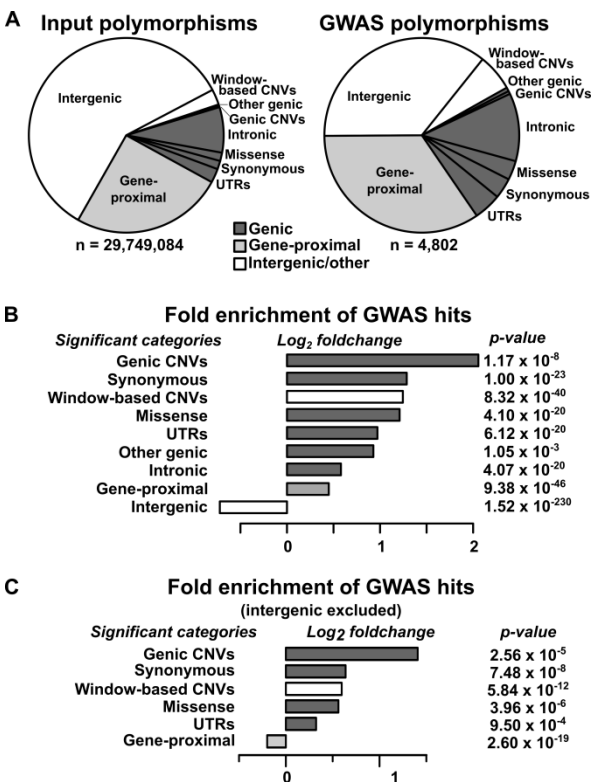 A Input polymorphisms GWAS polymorphisms
Intergenic
Window-based CNVs
Other genic
Genic CNVs
Intronic
Missense
Synonymous
UTRs
Gene-proximal
n = 29,749,084
Intergenic
Window-based CNVs
Other genic
Genic CNVs
Intronic
Missense
Synonymous
UTRs
Gene-proximal
n = 4,802
Genic
Gene-proximal
Intergenic/other
B Fold enrichment of GWAS hits
Significant categories Log2 foldchange p-value
Genic CNVs 1.17 x 10^-8
Synonymous 1.00 x 10^-23
Window-based CNVs 8.32 x 10^-40
Missense 4.10 x 10^-20
UTRs 6.12 x 10^-20
Other genic 1.05 x 10^-3
Intronic 4.07 x 10^-20
Gene-proximal 9.38 x 10^-46
Intergenic 1.52 x 10^-230
0 1 2
C Fold enrichment of GWAS hits
(intergenic excluded)
Significant categories Log2 foldchange p-value
Genic CNVs 2.56 x 10^-5
Synonymous 7.48 x 10^-8
Window-based CNVs 5.84 x 10^-12
Missense 3.96 x 10^-6
UTRs 9.50 x 10^-4
Gene-proximal 2.60 x 10^-19
0 1